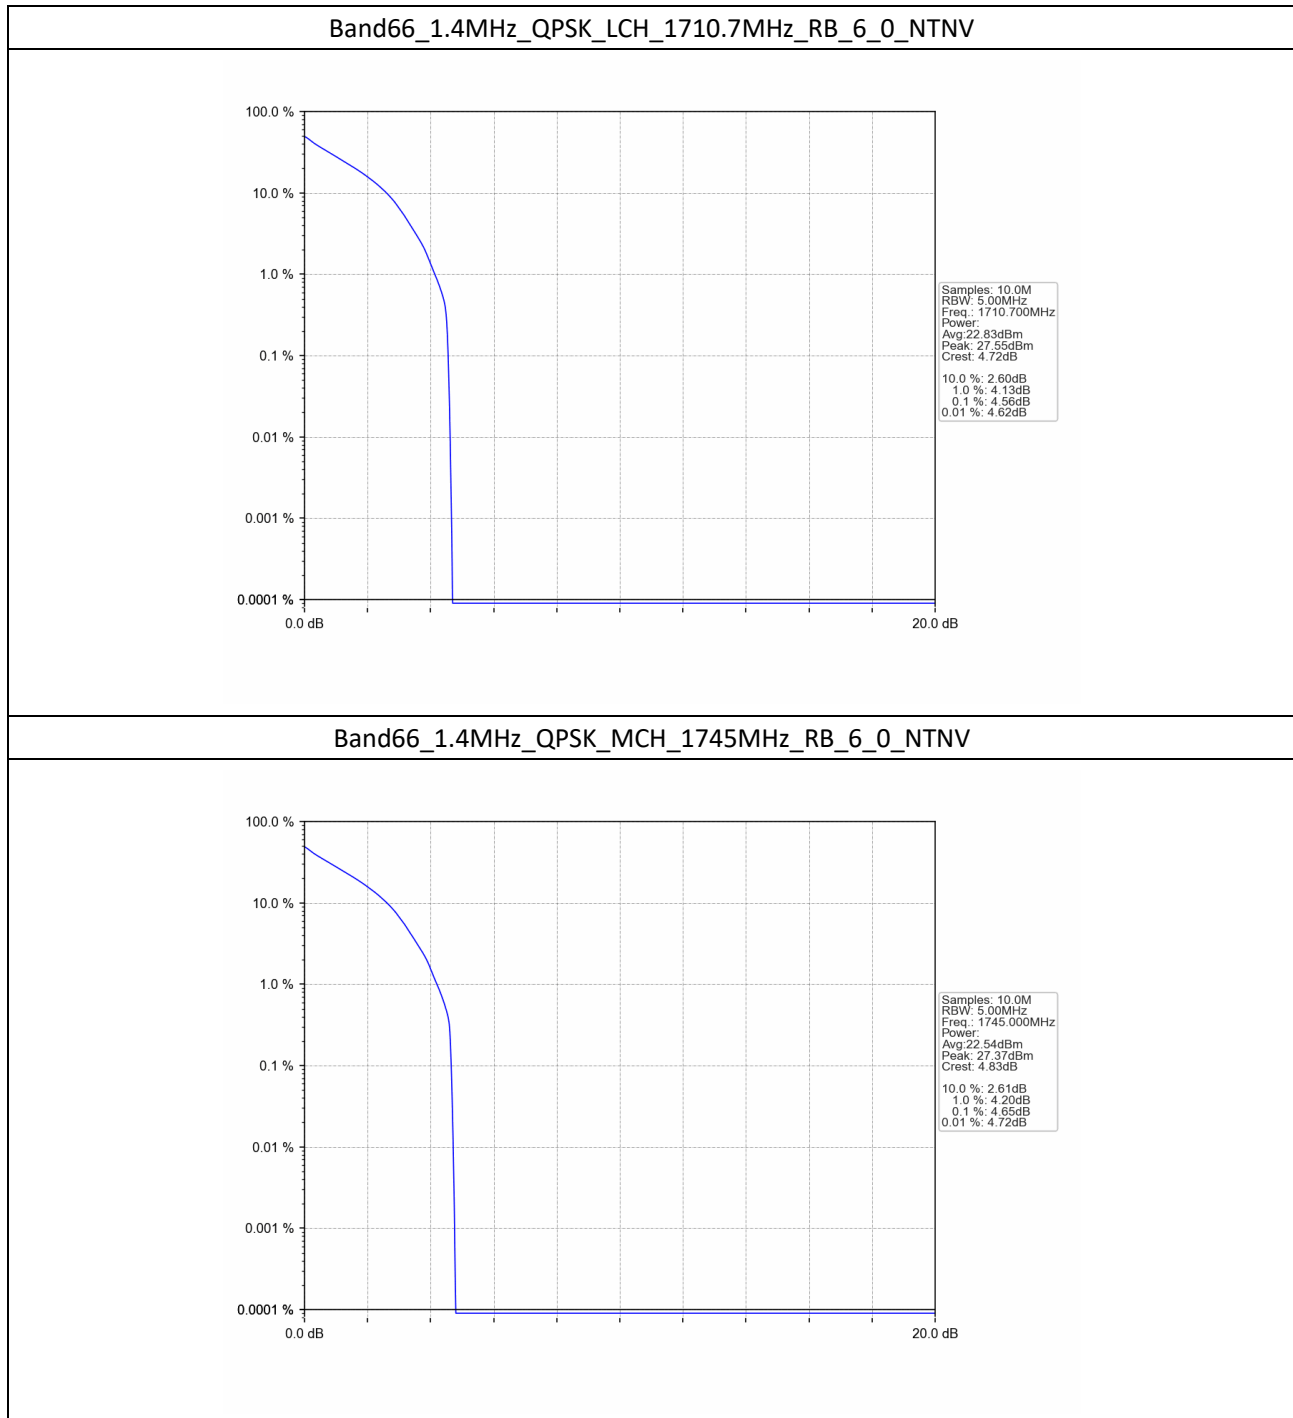 Band66_1.4MHz_QPSK_LCH_1710.7MHz_RB_6_0_NTNV
100.0 %
10.0 %
1.0 %
0.1 %
0.01 %
0.001 %
0.0001 %
0.0 dB
20.0 dB
Samples: 10.0M
RBW: 5.00MHz
Freq.: 1710.700MHz
Power:
Avg:22.83dBm
Peak: 27.55dBm
Crest: 4.72dB
10.0 %: 2.60dB
1.0 %: 4.13dB
0.1 %: 4.56dB
0.01 %: 4.62dB
Band66_1.4MHz_QPSK_MCH_1745MHz_RB_6_0_NTNV
100.0 %
10.0 %
1.0 %
0.1 %
0.01 %
0.001 %
0.0001 %
0.0 dB
20.0 dB
Samples: 10.0M
RBW: 5.00MHz
Freq.: 1745.000MHz
Power:
Avg:22.54dBm
Peak: 27.37dBm
Crest: 4.83dB
10.0 %: 2.61dB
1.0 %: 4.20dB
0.1 %: 4.65dB
0.01 %: 4.72dB